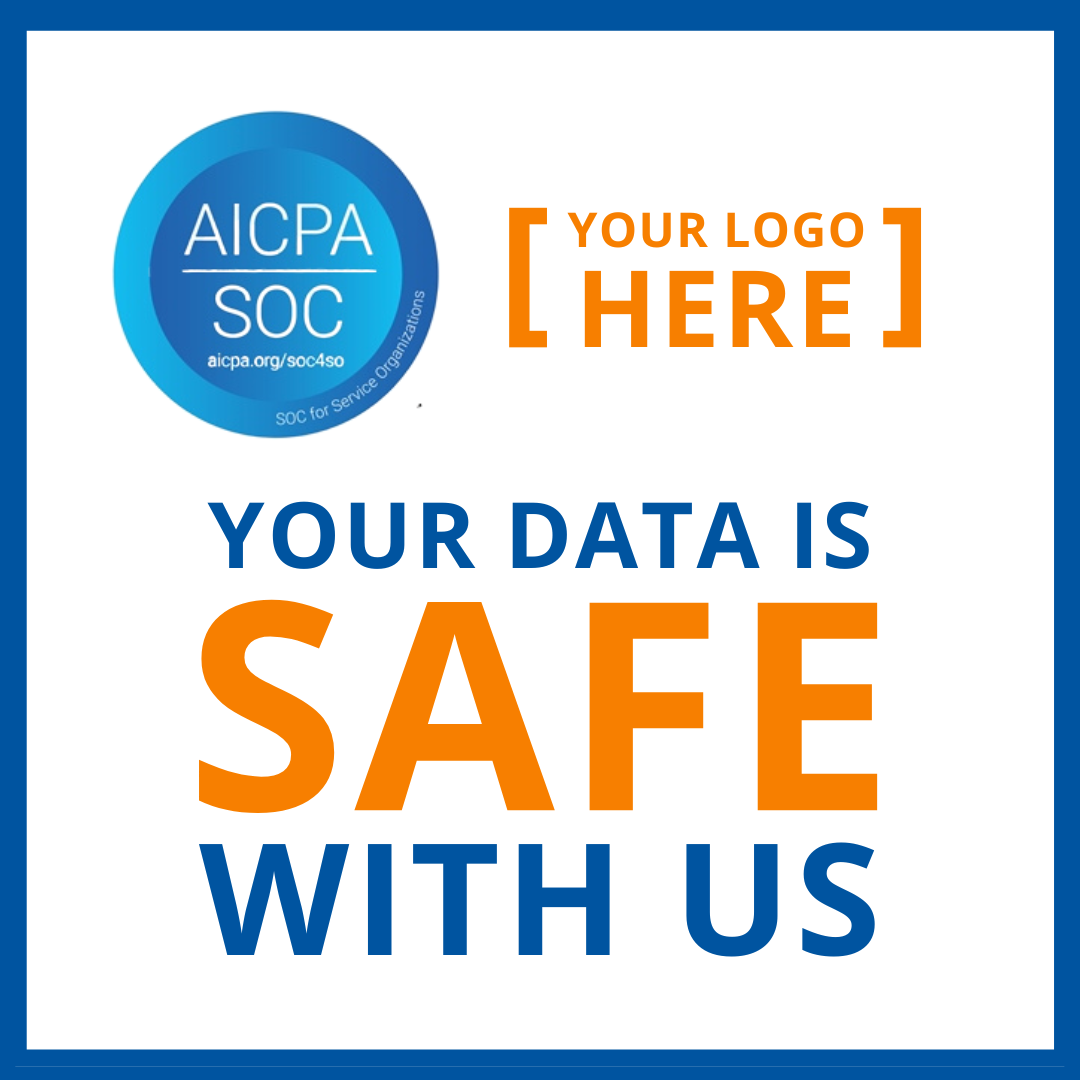 AICPA
SOC
aicpa.org/soc4so
SOC for Service Organizations
[ YOUR LOGO
HERE ]
YOUR DATA IS
SAFE
WITH US